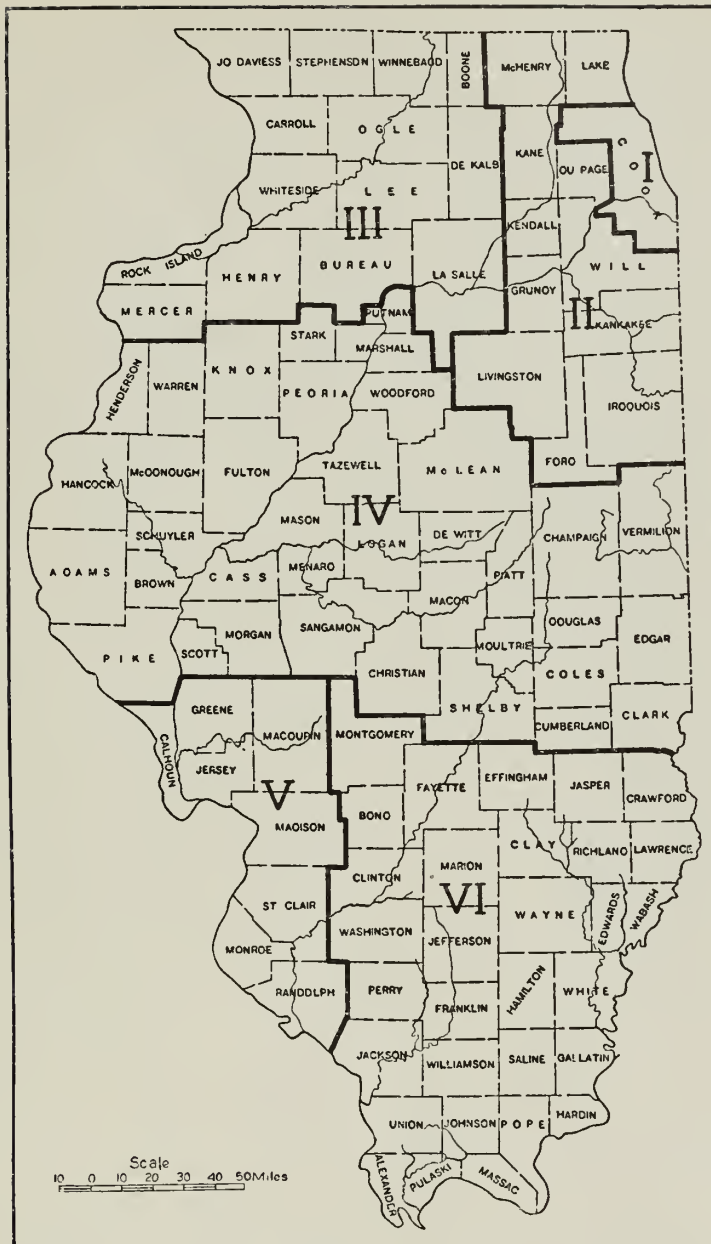 JO DAVIESS STEPHENSON WINNEBAGO BOONE McHENRY LAKE
CARROLL OGLE DE KALB KANE DU PAGE COOK I
WHITESIDE LEE III KENDALL WILL
ROCK ISLAND HENRY BUREAU LA SALLE GRUNDY II
MERCER PUTNAM KANKAKEE
STARK MARSHALL
HENDERSON WARREN KNOX PEORIA WOODFORD LIVINGSTON IROQUOIS
HANCOCK McDONOUGH FULTON TAZEWELL McLEAN FORD
ADAMS SCHUYLER MASON IV LOGAN DE WITT CHAMPAIGN VERMILION
BROWN CASS MENARD MACON PIATT
PIKE SCOTT MORGAN SANGAMON MOULTRIE DOUGLAS EDGAR
CHRISTIAN SHELBY COLES
CUMBERLAND CLARK
CALHOUN GREENE MACOUPIN MONTGOMERY
JERSEY V FAYETTE EFFINGHAM JASPER CRAWFORD
MADISON BOND CLAY RICHLAND LAWRENCE
ST CLAIR CLINTON MARION VI WAYNE EDWARDS WABASH
MONROE WASHINGTON JEFFERSON
RANDOLPH PERRY FRANKLIN HAMILTON WHITE
JACKSON WILLIAMSON SALINE GALLATIN
UNION JOHNSON POPE HARDIN
ALEXANDER PULASKI MASSAC
Scale
10 0 10 20 30 40 50 Miles